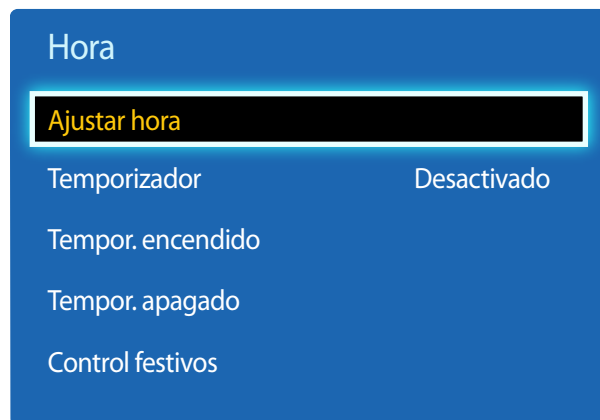 Hora
Ajustar hora
Temporizador Desactivado
Tempor. encendido
Tempor. apagado
Control festivos